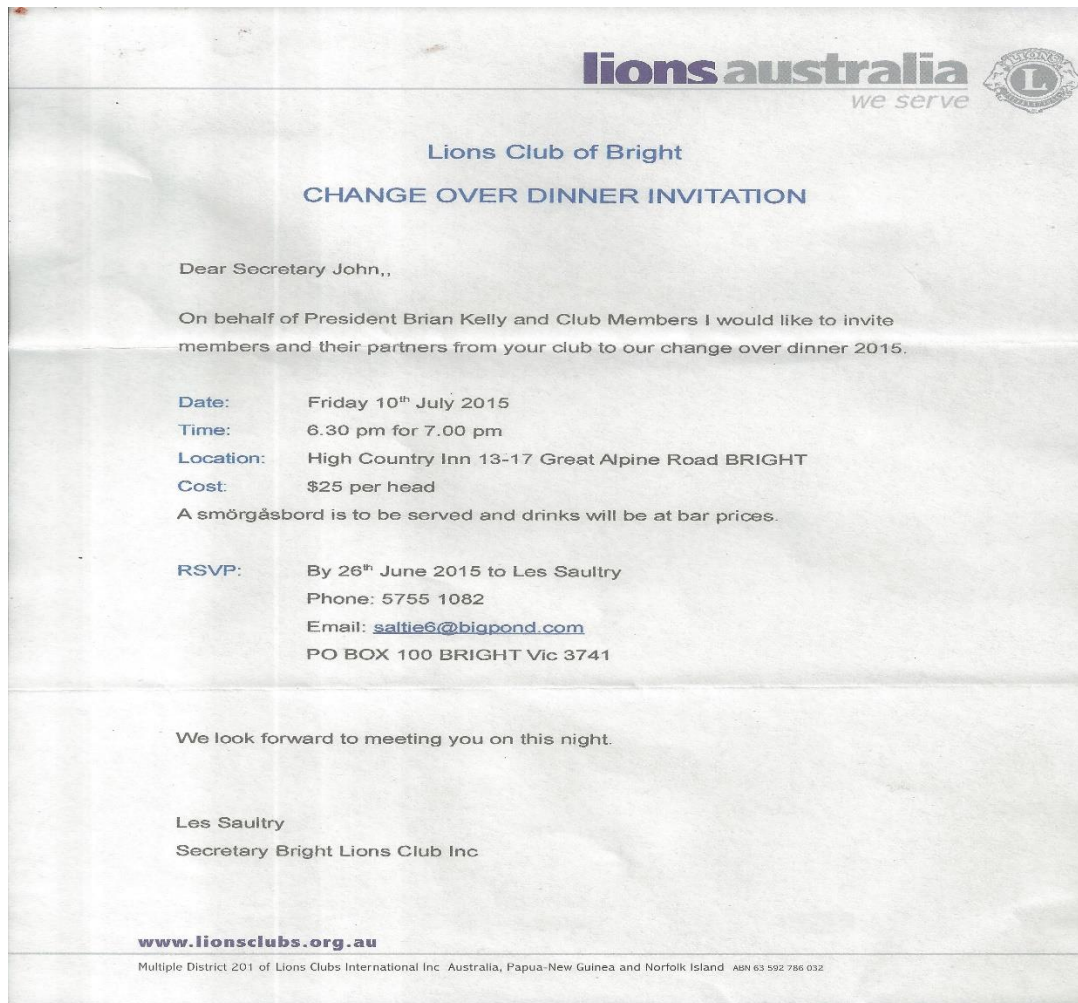 lions australia
we serve
LIONS
L
Lions Club of Bright
CHANGE OVER DINNER INVITATION
Dear Secretary John,,
On behalf of President Brian Kelly and Club Members I would like to invite
members and their partners from your club to our change over dinner 2015.
Date: Friday 10th July 2015
Time: 6.30 pm for 7.00 pm
Location: High Country Inn 13-17 Great Alpine Road BRIGHT
Cost: $25 per head
A smörgåsbord is to be served and drinks will be at bar prices.
RSVP: By 26th June 2015 to Les Saultry
Phone: 5755 1082
Email: saltie6@bigpond.com
PO BOX 100 BRIGHT Vic 3741
We look forward to meeting you on this night.
Les Saultry
Secretary Bright Lions Club Inc
www.lionsclubs.org.au
Multiple District 201 of Lions Clubs International Inc Australia, Papua-New Guinea and Norfolk Island ABN 63 592 786 032